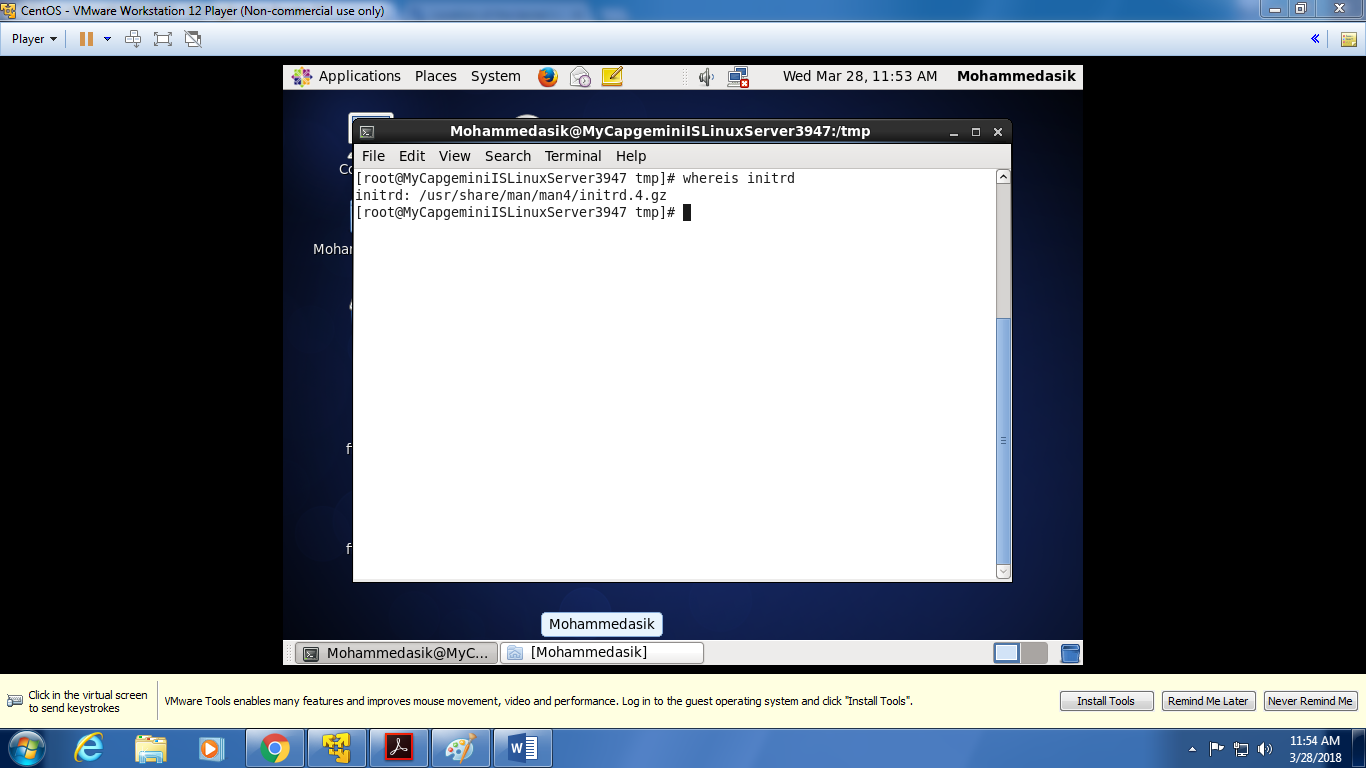 CentOS - VMware Workstation 12 Player (Non-commercial use only)
Player
Applications Places System Wed Mar 28, 11:53 AM Mohammedasik
Mohammedasik@MyCapgeminiISLinuxServer3947:/tmp
File Edit View Search Terminal Help
[root@MyCapgeminiISLinuxServer3947 tmp]# whereis initrd
initrd: /usr/share/man/man4/initrd.4.gz
[root@MyCapgeminiISLinuxServer3947 tmp]#
Mohammedasik
Mohammedasik@MyC... [Mohammedasik]
Click in the virtual screen
to send keystrokes
VMware Tools enables many features and improves mouse movement, video and performance. Log in to the guest operating system and click "Install Tools".
Install Tools Remind Me Later Never Remind Me
11:54 AM
3/28/2018